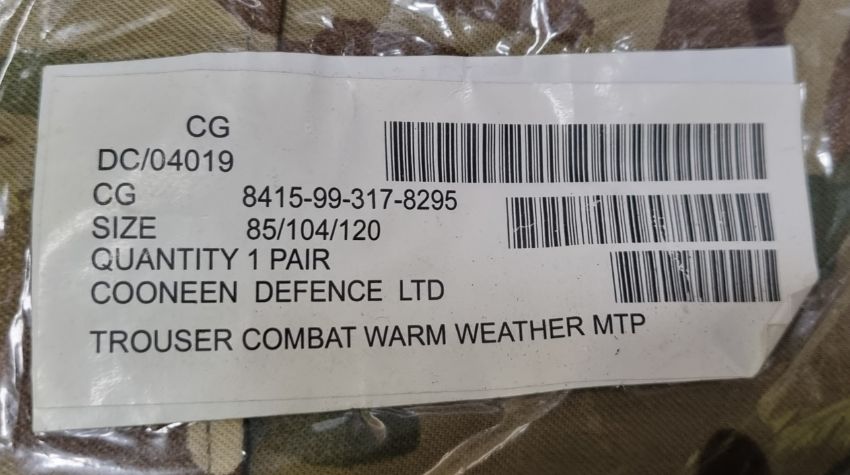 CG
DC/04019
CG 8415-99-317-8295
SIZE 85/104/120
QUANTITY 1 PAIR
COONEEN DEFENCE LTD
TROUSER COMBAT WARM WEATHER MTP